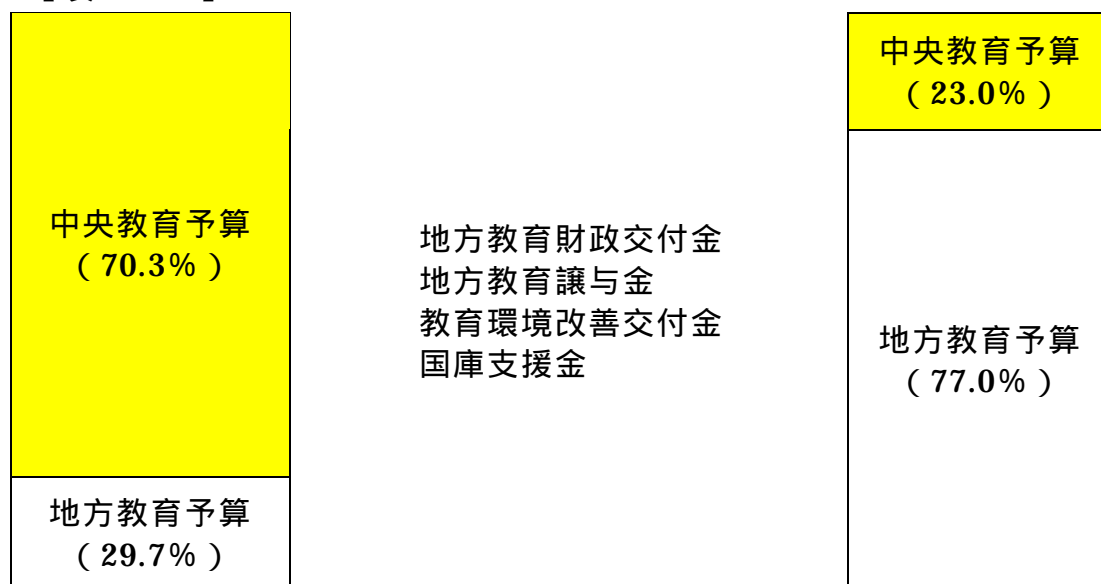 中央教育予算
(70.3%)
地方教育予算
(29.7%)
地方教育財政交付金
地方教育譲与金
教育環境改善交付金
国庫支援金
中央教育予算
(23.0%)
地方教育予算
(77.0%)